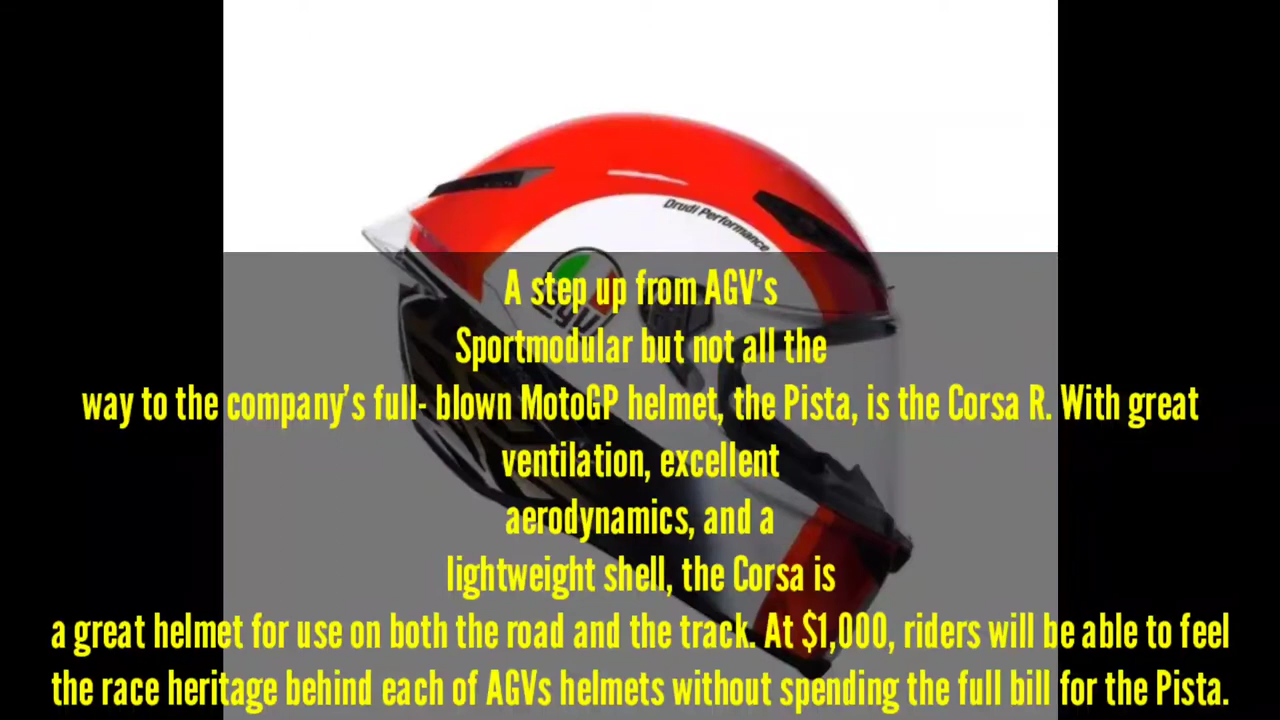 Drudi Performance
AGV
A step up from AGV's
Sportmodular but not all the
way to the company's full- blown MotoGP helmet, the Pista, is the Corsa R. With great
ventilation, excellent
aerodynamics, and a
lightweight shell, the Corsa is
a great helmet for use on both the road and the track. At $1,000, riders will be able to feel
the race heritage behind each of AGVs helmets without spending the full bill for the Pista.